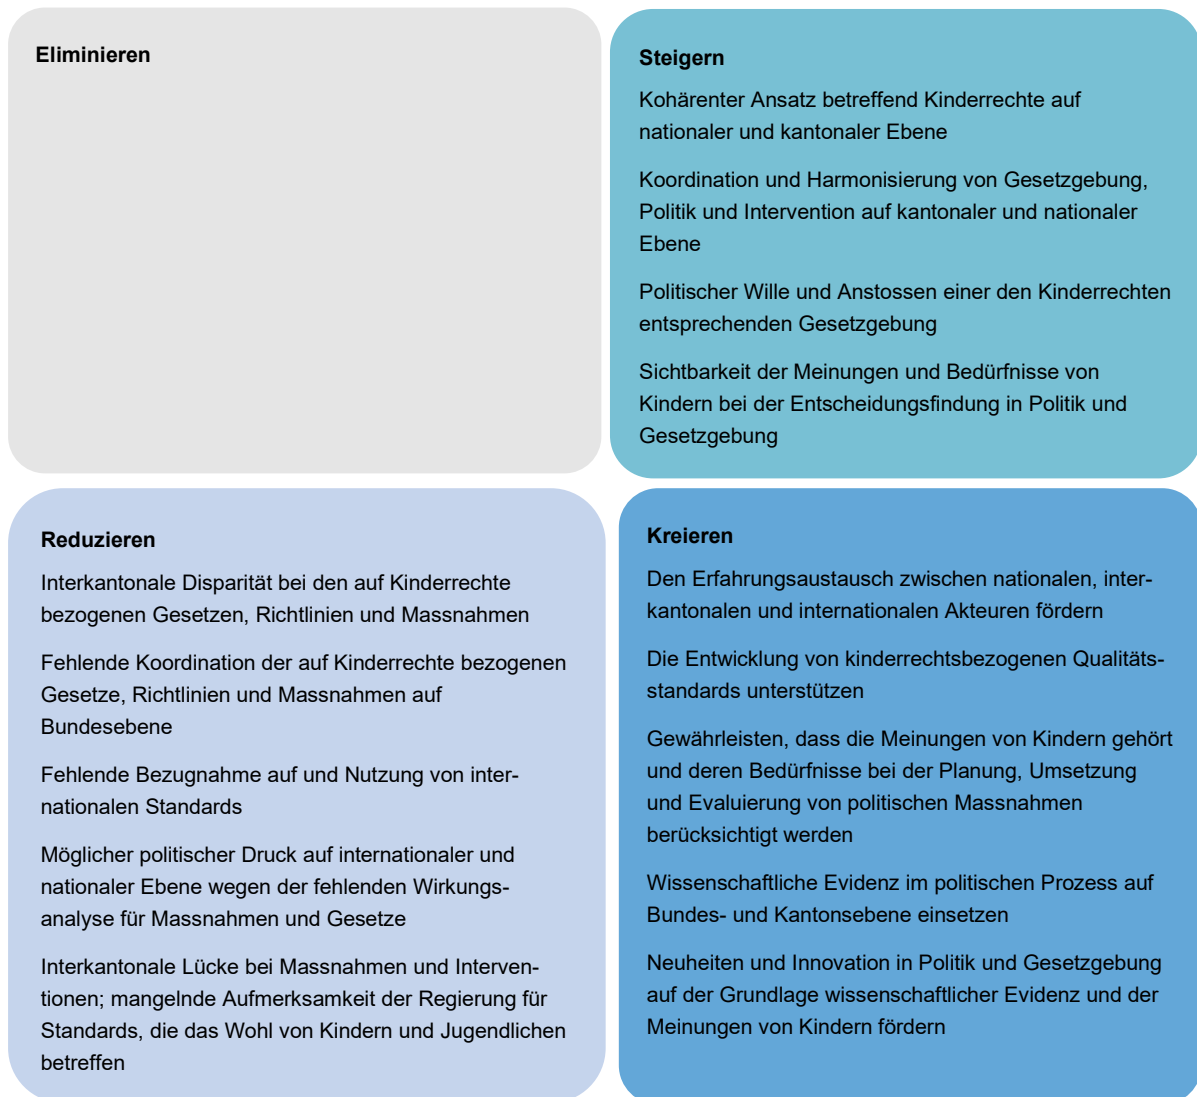 Eliminieren
Steigern
Kohärenter Ansatz betreffend Kinderrechte auf
nationaler und kantonaler Ebene
Koordination und Harmonisierung von Gesetzgebung,
Politik und Intervention auf kantonaler und nationaler
Ebene
Politischer Wille und Anstossen einer den Kinderrechten
entsprechenden Gesetzgebung
Sichtbarkeit der Meinungen und Bedürfnisse von
Kindern bei der Entscheidungsfindung in Politik und
Gesetzgebung
Reduzieren
Interkantonale Disparität bei den auf Kinderrechte
bezogenen Gesetzen, Richtlinien und Massnahmen
Fehlende Koordination der auf Kinderrechte bezogenen
Gesetze, Richtlinien und Massnahmen auf
Bundesebene
Fehlende Bezugnahme auf und Nutzung von inter-
nationalen Standards
Möglicher politischer Druck auf internationaler und
nationaler Ebene wegen der fehlenden Wirkungs-
analyse für Massnahmen und Gesetze
Interkantonale Lücke bei Massnahmen und Interven-
tionen; mangelnde Aufmerksamkeit der Regierung für
Standards, die das Wohl von Kindern und Jugendlichen
betreffen
Kreieren
Den Erfahrungsaustausch zwischen nationalen, inter-
kantonalen und internationalen Akteuren fördern
Die Entwicklung von kinderrechtsbezogenen Qualitäts-
standards unterstützen
Gewährleisten, dass die Meinungen von Kindern gehört
und deren Bedürfnisse bei der Planung, Umsetzung
und Evaluierung von politischen Massnahmen
berücksichtigt werden
Wissenschaftliche Evidenz im politischen Prozess auf
Bundes- und Kantonsebene einsetzen
Neuheiten und Innovation in Politik und Gesetzgebung
auf der Grundlage wissenschaftlicher Evidenz und der
Meinungen von Kindern fördern